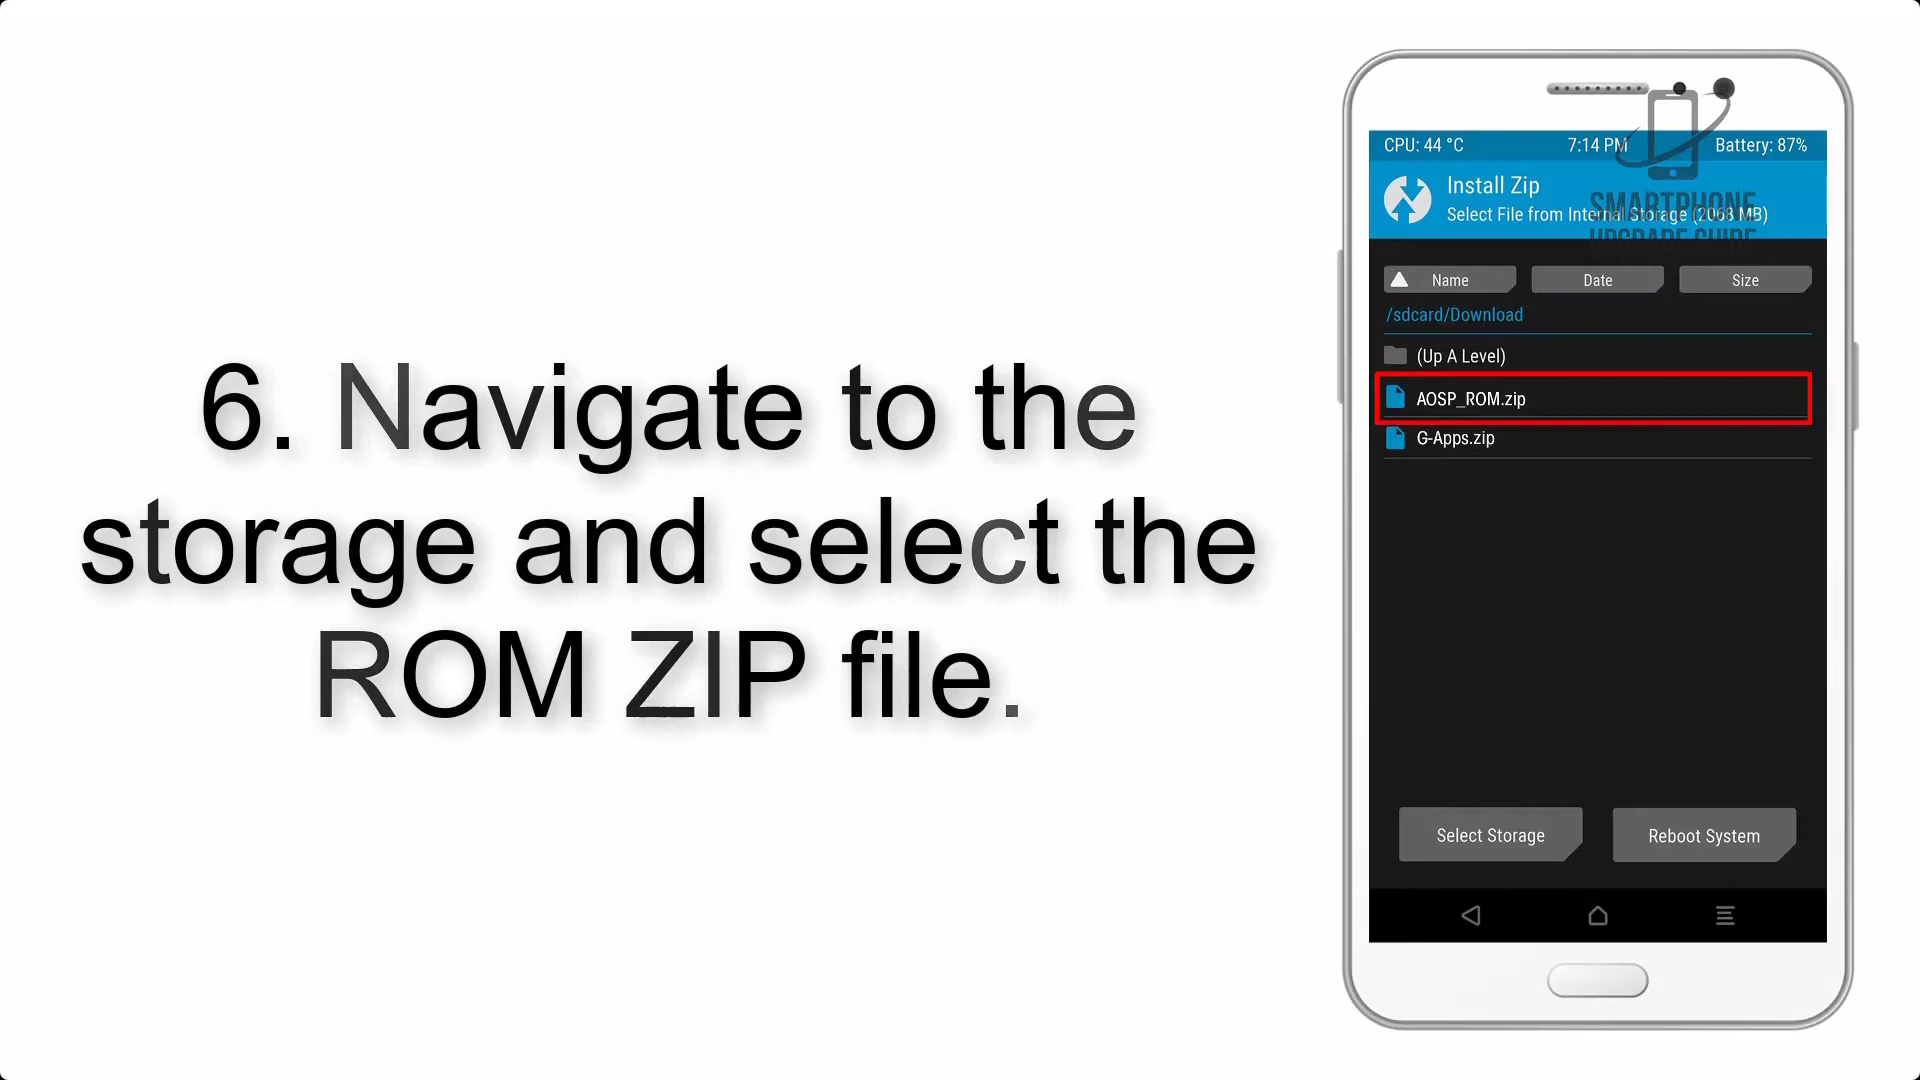 6. Navigate to the
storage and select the
ROM ZIP file.
CPU: 44 °C 7:14 PM Battery: 87%
Install Zip
Select File from Internal Storage (2068 MB)
SMARTPHONE
UPGRADE GUIDE
Name Date Size
/sdcard/Download
(Up A Level)
AOSP_ROM.zip
G-Apps.zip
Select Storage Reboot System